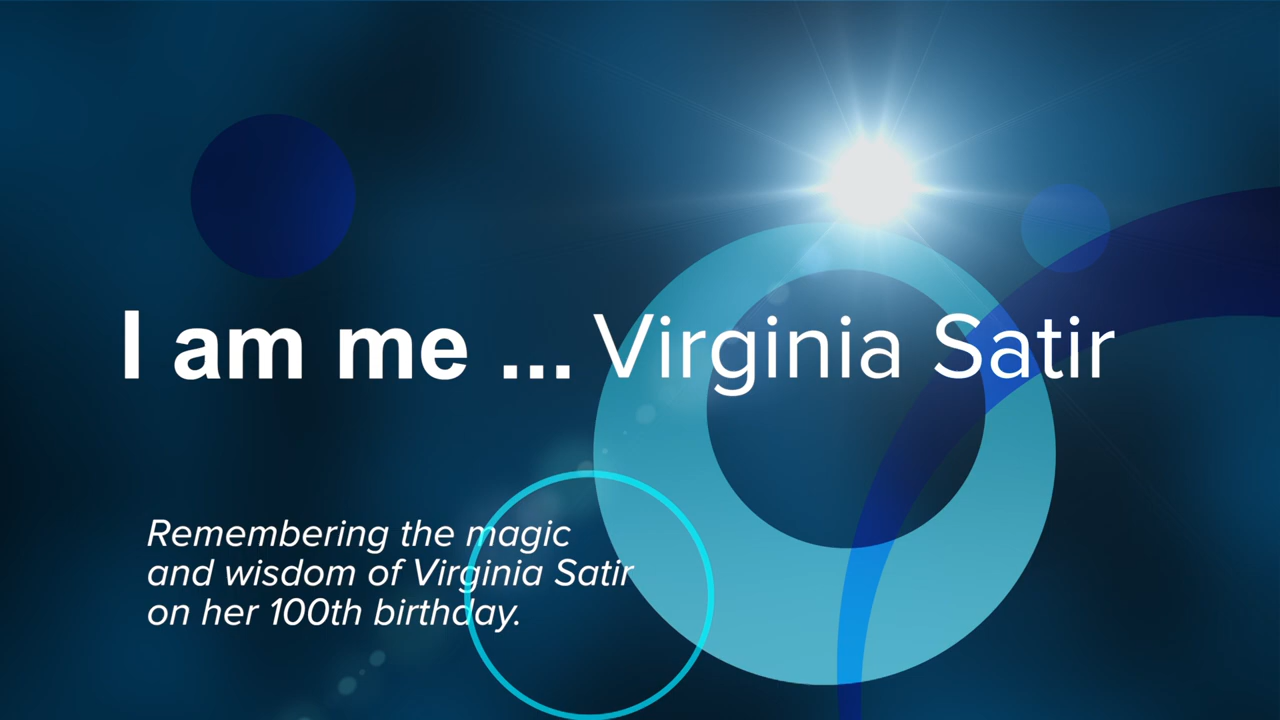 I am me ... Virginia Satir
Remembering the magic
and wisdom of Virginia Satir
on her 100th birthday.